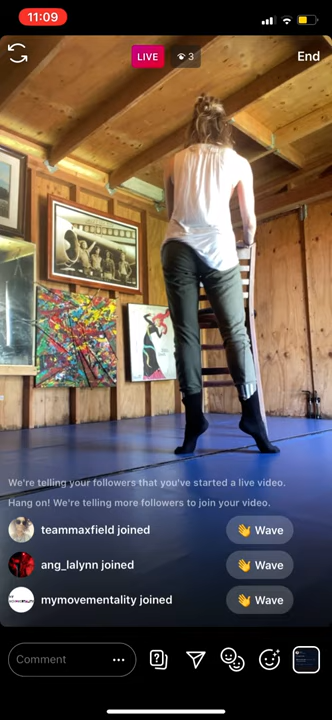 11:09
LIVE
3
End
We're telling your followers that you've started a live video.
Hang on! We're telling more followers to join your video.
teammaxfield joined
Wave
ang_lalynn joined
Wave
mymovementality joined
Wave
Comment